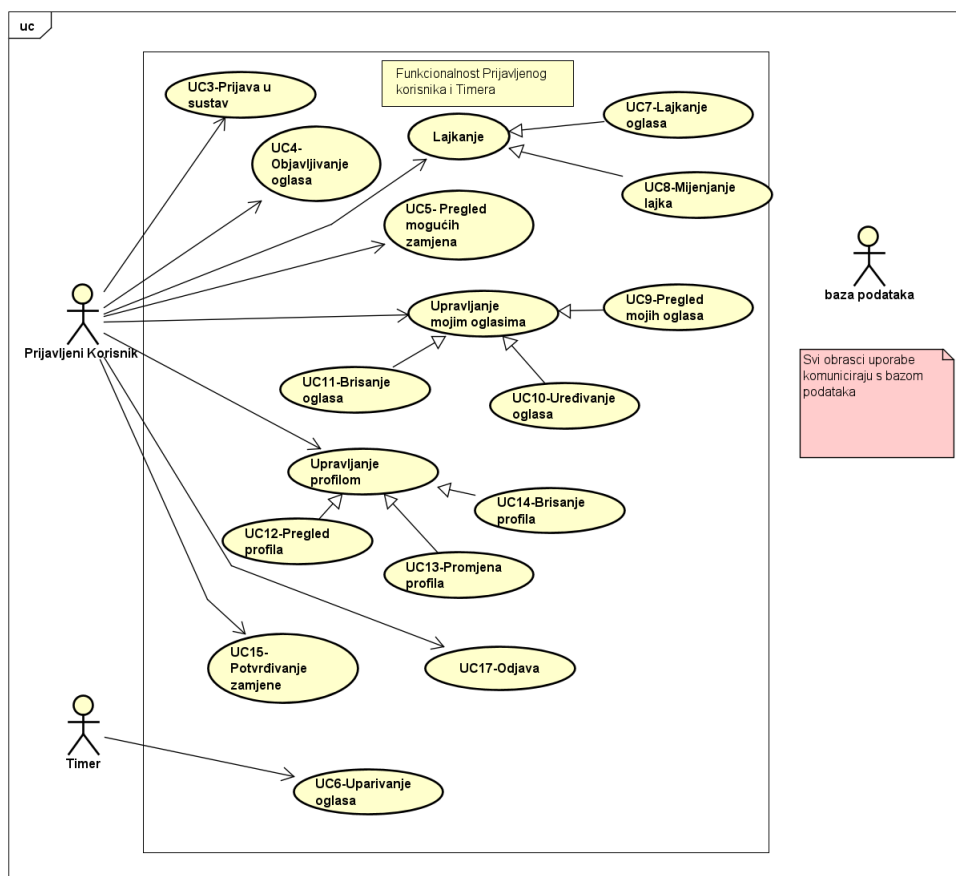 uc
Funkcionalnost Prijavljenog
korisnika i Timera
UC3-Prijava u
sustav
UC4-
Objavljivanje
oglasa
Lajkanje
UC7-Lajkanje
oglasa
UC8-Mijenjanje
lajka
UC5- Pregled
mogućih
zamjena
baza podataka
Prijavljeni Korisnik
Upravljanje
mojim oglasima
UC9-Pregled
mojih oglasa
Svi obrasci uporabe
komuniciraju s bazom
podataka
UC11-Brisanje
oglasa
UC10-Uređivanje
oglasa
Upravljanje
profilom
UC14-Brisanje
profila
UC12-Pregled
profila
UC13-Promjena
profila
UC15-
Potvrđivanje
zamjene
UC17-Odjava
Timer
UC6-Uparivanje
oglasa